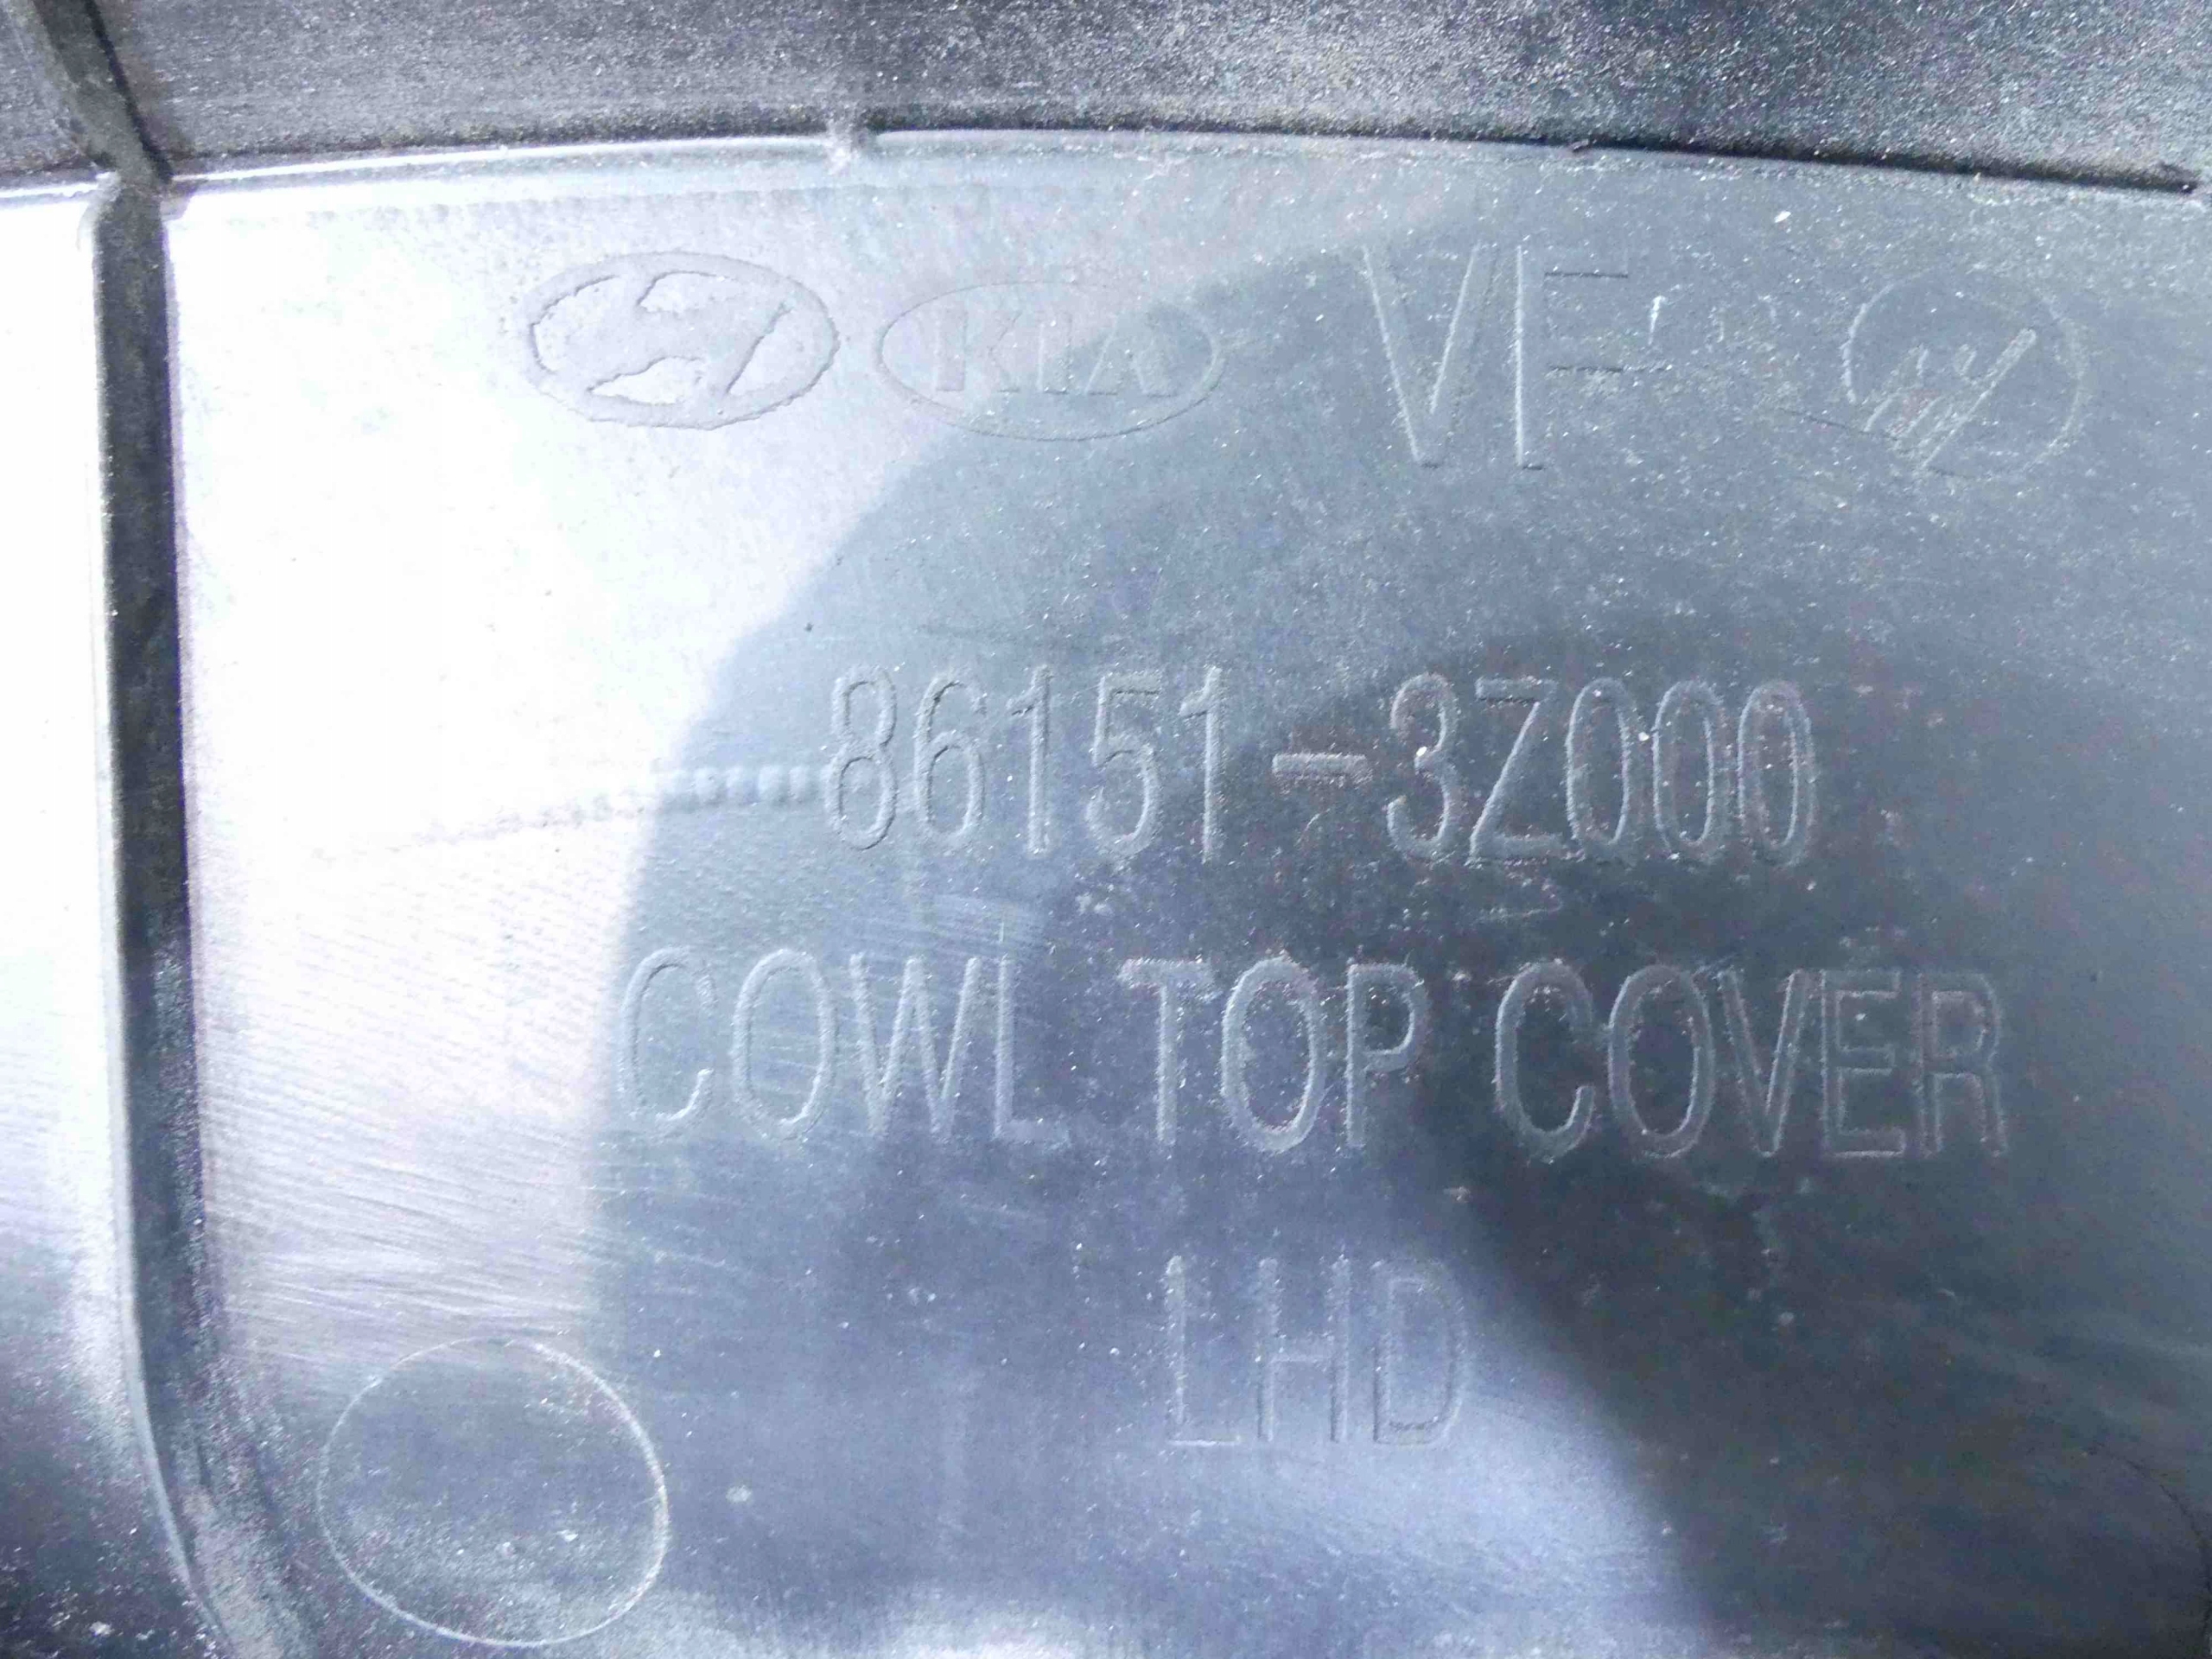 KIA VF
86151-3Z000
COWL TOP COVER
LHD